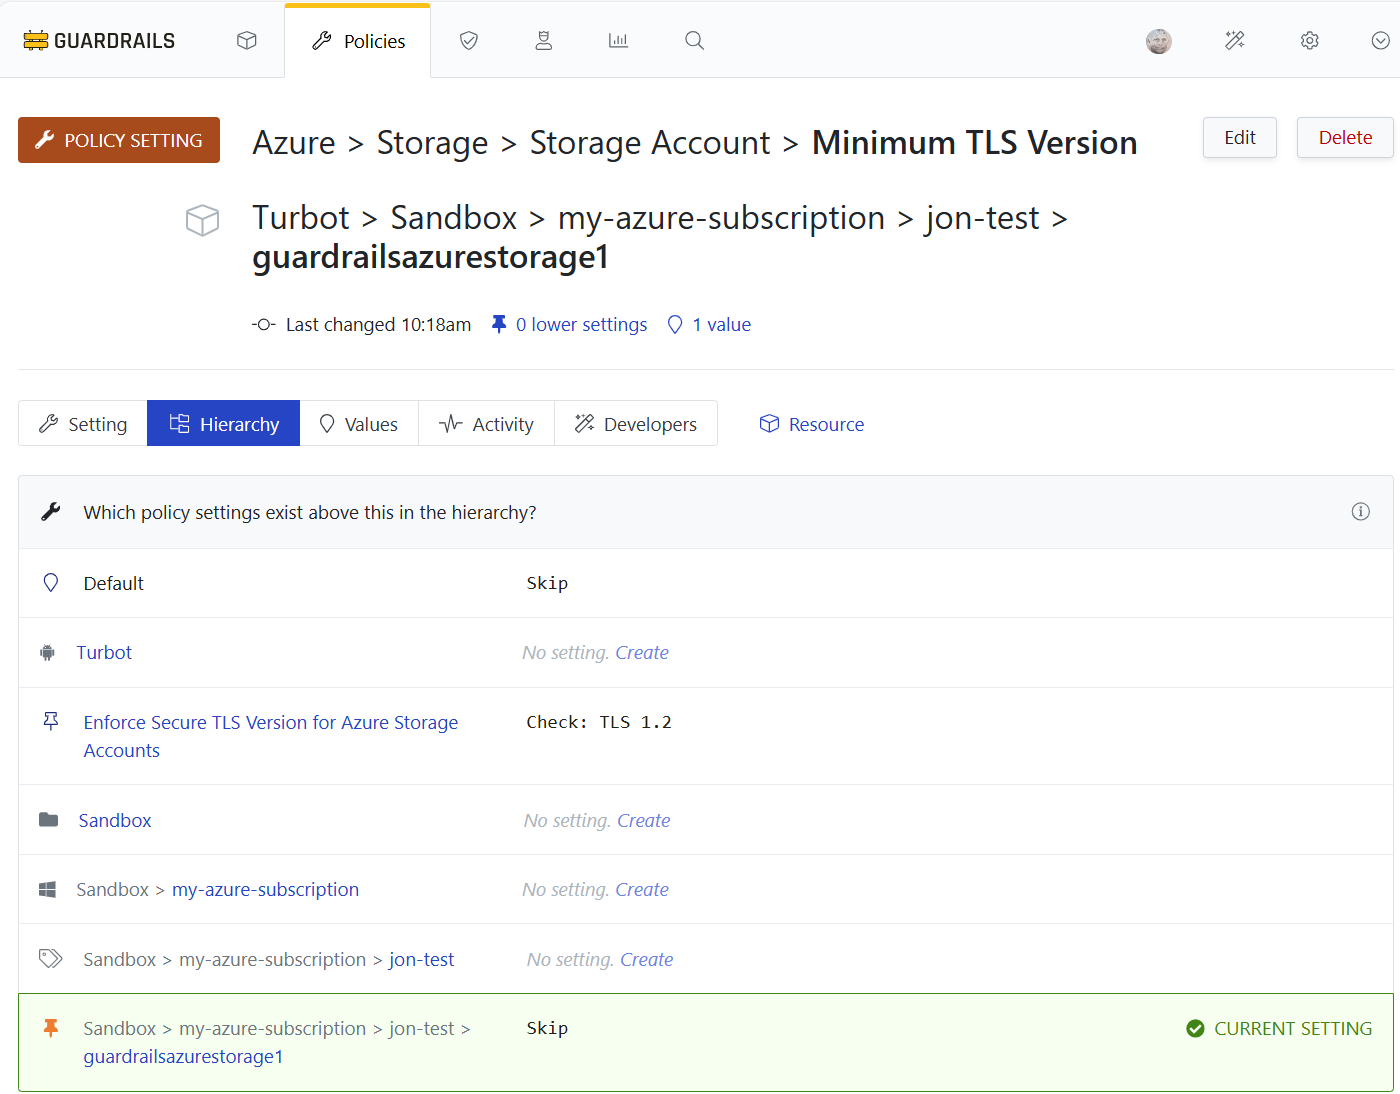 GUARDRAILS
Policies
POLICY SETTING
Azure > Storage > Storage Account > Minimum TLS Version
Edit
Delete
Turbot > Sandbox > my-azure-subscription > jon-test >
guardrailsazurestorage1
Last changed 10:18am
0 lower settings
1 value
Setting
Hierarchy
Values
Activity
Developers
Resource
Which policy settings exist above this in the hierarchy?
Default
Skip
Turbot
No setting. Create
Enforce Secure TLS Version for Azure Storage
Accounts
Check: TLS 1.2
Sandbox
No setting. Create
Sandbox > my-azure-subscription
No setting. Create
Sandbox > my-azure-subscription > jon-test
No setting. Create
Sandbox > my-azure-subscription > jon-test >
guardrailsazurestorage1
Skip
CURRENT SETTING